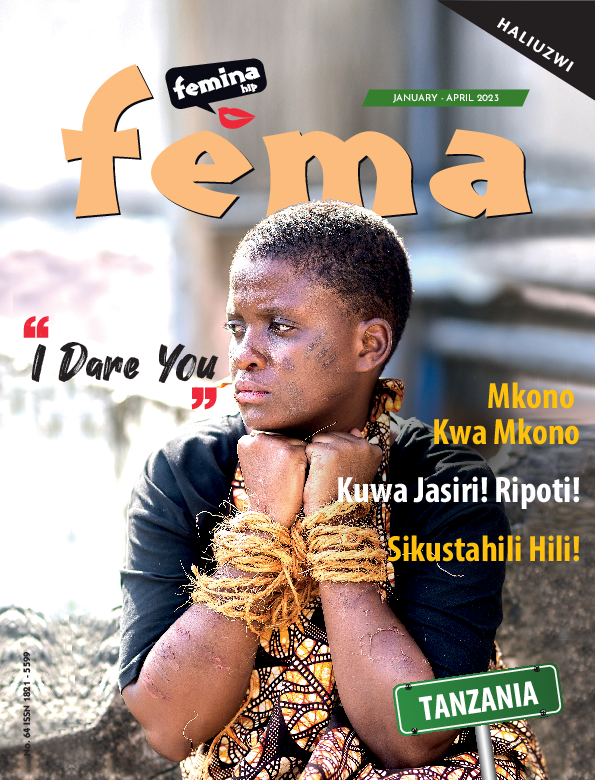 HALIUZWI
femina
hip
JANUARY - APRIL 2023
fema
“
I Dare You
”
Mkono
Kwa Mkono
Kuwa Jasiri! Ripoti!
Sikustahili Hili!
TANZANIA
No. 64 ISSN 1821 - 5599